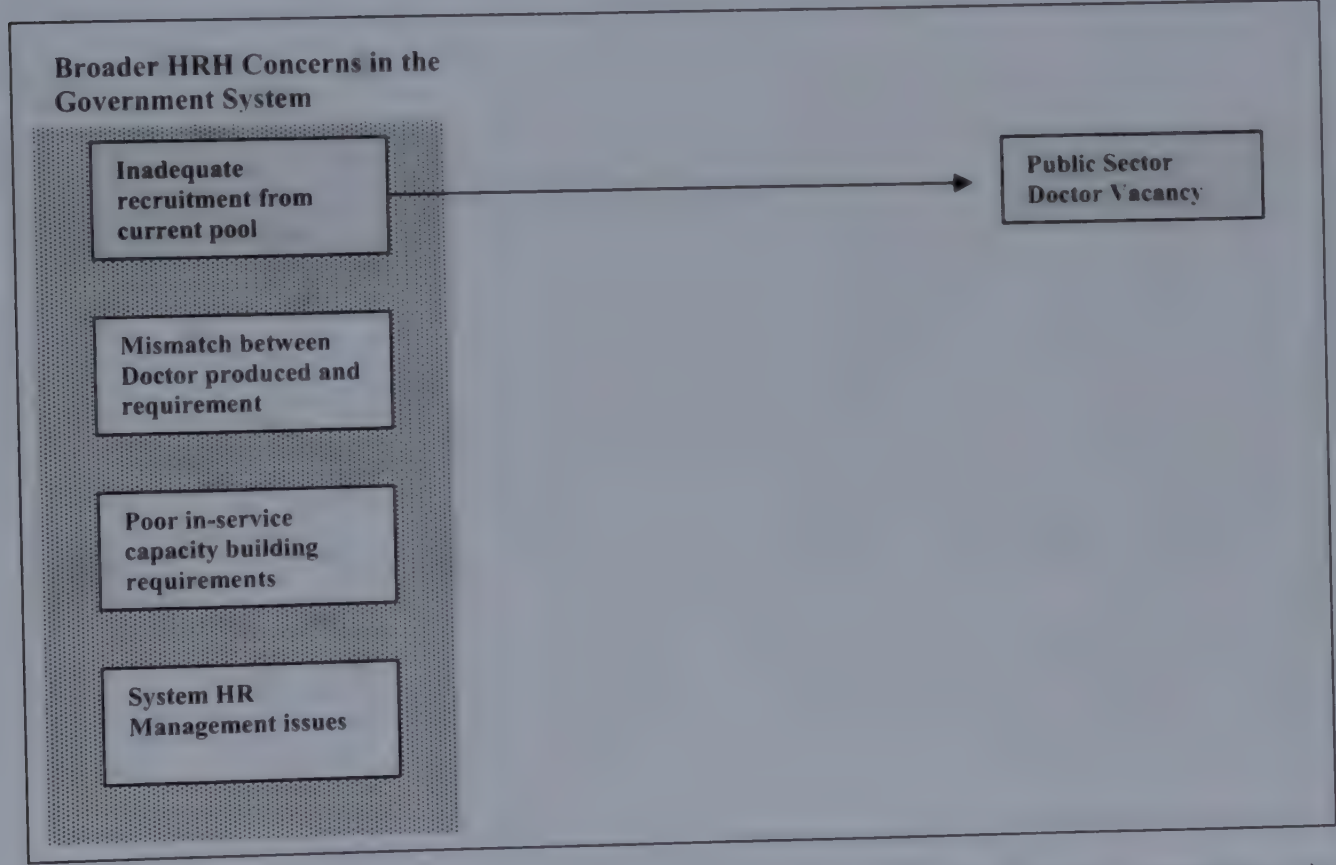 Broader HRH Concerns in the
Government System
Inadequate
recruitment from
current pool
Public Sector
Doctor Vacancy
Mismatch between
Doctor produced and
requirement
Poor in-service
capacity building
requirements
System HR
Management issues